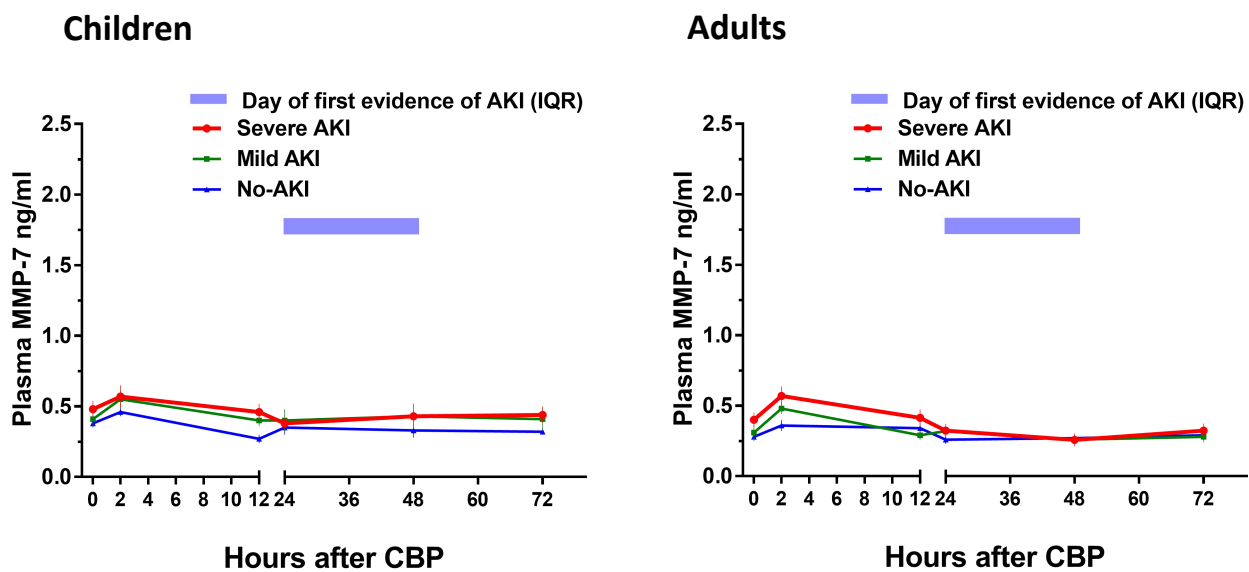 Children
Day of first evidence of AKI (IQR)
Severe AKI
Mild AKI
No-AKI
Plasma MMP-7 ng/ml
2.5
2.0
1.5
1.0
0.5
0.0
0 2 4 6 8 10 12 24 36 48 60 72
Hours after CBP
Adults
Day of first evidence of AKI (IQR)
Severe AKI
Mild AKI
No-AKI
Plasma MMP-7 ng/ml
2.5
2.0
1.5
1.0
0.5
0.0
0 2 4 6 8 10 12 24 36 48 60 72
Hours after CBP